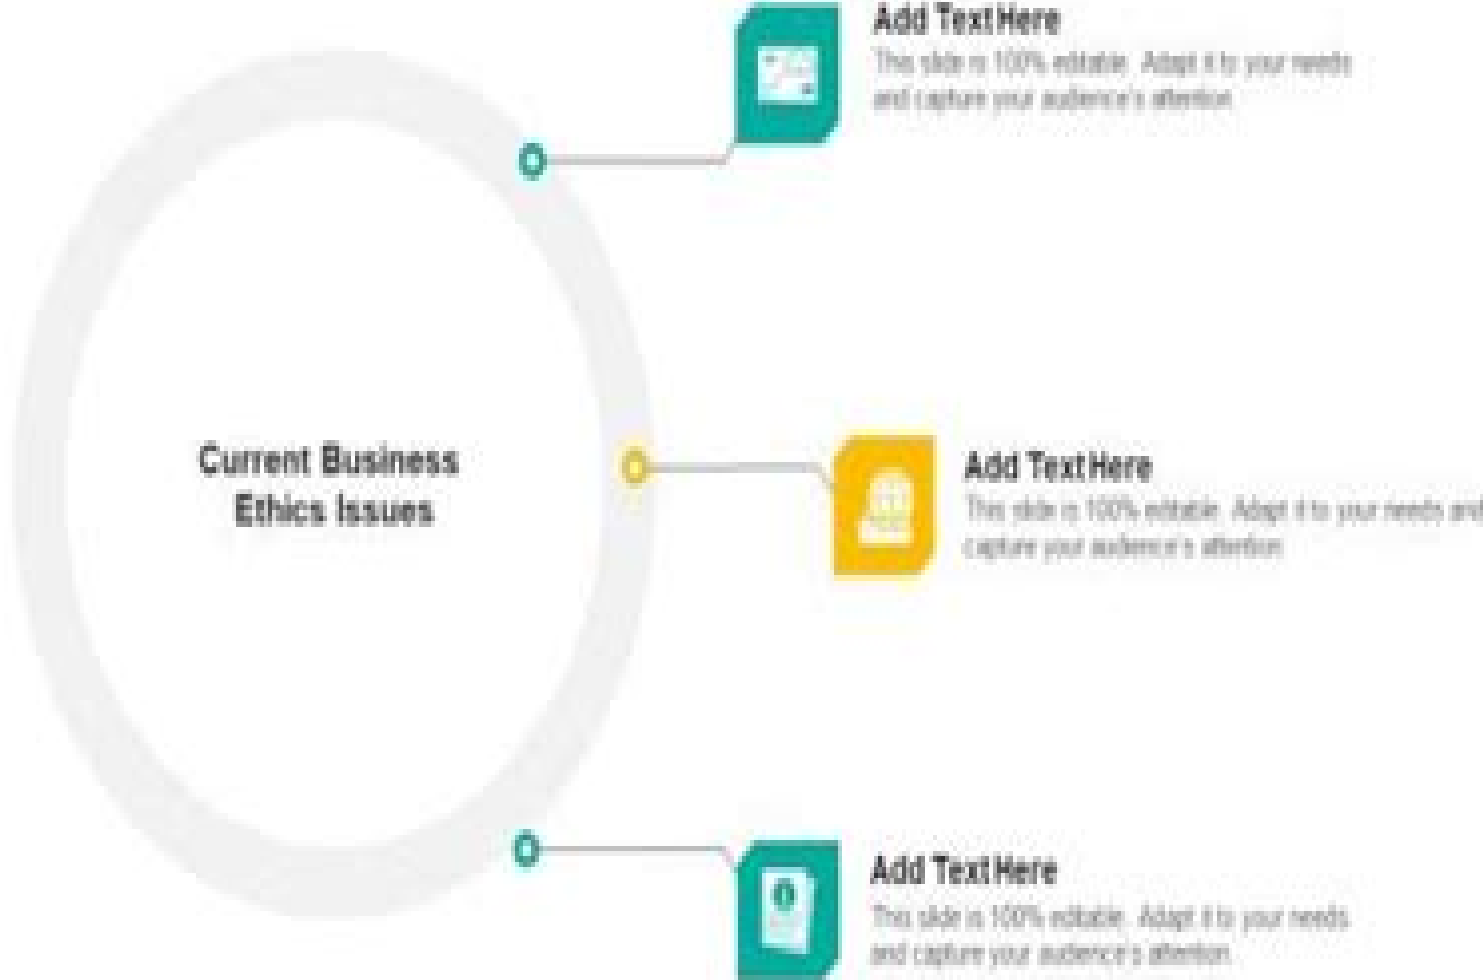 Add Text Here
This slide is 100% editable. Adapt it to your needs
and capture your audience's attention.
Current Business
Ethics Issues
Add Text Here
This slide is 100% editable. Adapt it to your needs and
capture your audience's attention.
Add Text Here
This slide is 100% editable. Adapt it to your needs
and capture your audience's attention.